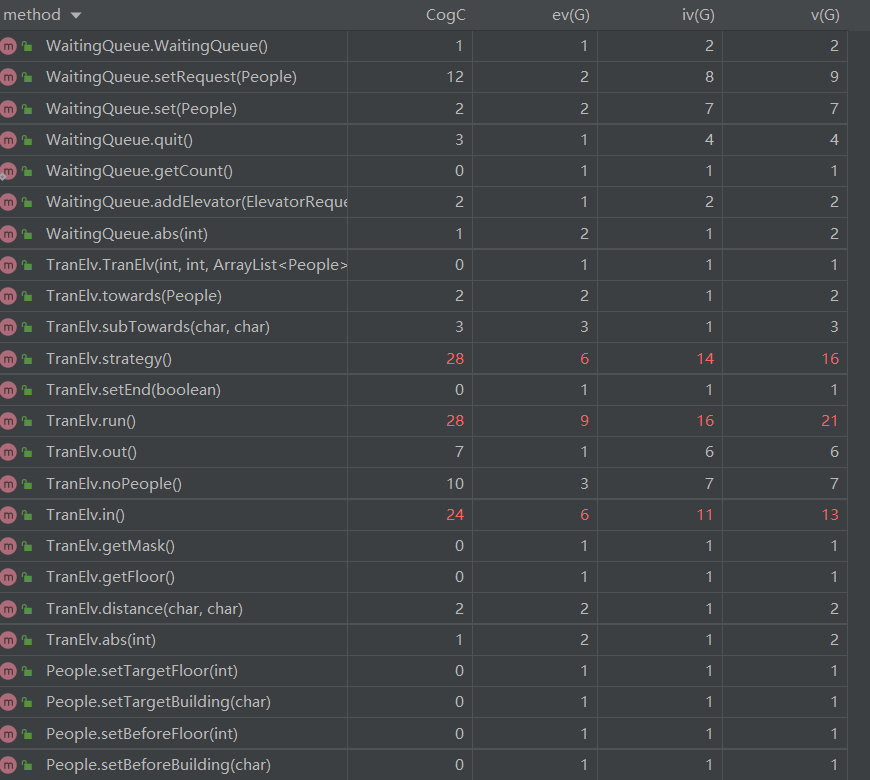 method CogC ev(G) iv(G) v(G)
m WaitingQueue.WaitingQueue() 1 1 2 2
m WaitingQueue.setRequest(People) 12 2 8 9
m WaitingQueue.set(People) 2 2 7 7
m WaitingQueue.quit() 3 1 4 4
m WaitingQueue.getCount() 0 1 1 1
m WaitingQueue.addElevator(ElevatorReque 2 1 2 2
m WaitingQueue.abs(int) 1 2 1 2
m TranElv.TranElv(int, int, ArrayList<People> 0 1 1 1
m TranElv.towards(People) 2 2 1 2
m TranElv.subTowards(char, char) 3 3 1 3
m TranElv.strategy() 28 6 14 16
m TranElv.setEnd(boolean) 0 1 1 1
m TranElv.run() 28 9 16 21
m TranElv.out() 7 1 6 6
m TranElv.noPeople() 10 3 7 7
m TranElv.in() 24 6 11 13
m TranElv.getMask() 0 1 1 1
m TranElv.getFloor() 0 1 1 1
m TranElv.distance(char, char) 2 2 1 2
m TranElv.abs(int) 1 2 1 2
m People.setTargetFloor(int) 0 1 1 1
m People.setTargetBuilding(char) 0 1 1 1
m People.setBeforeFloor(int) 0 1 1 1
m People.setBeforeBuilding(char) 0 1 1 1